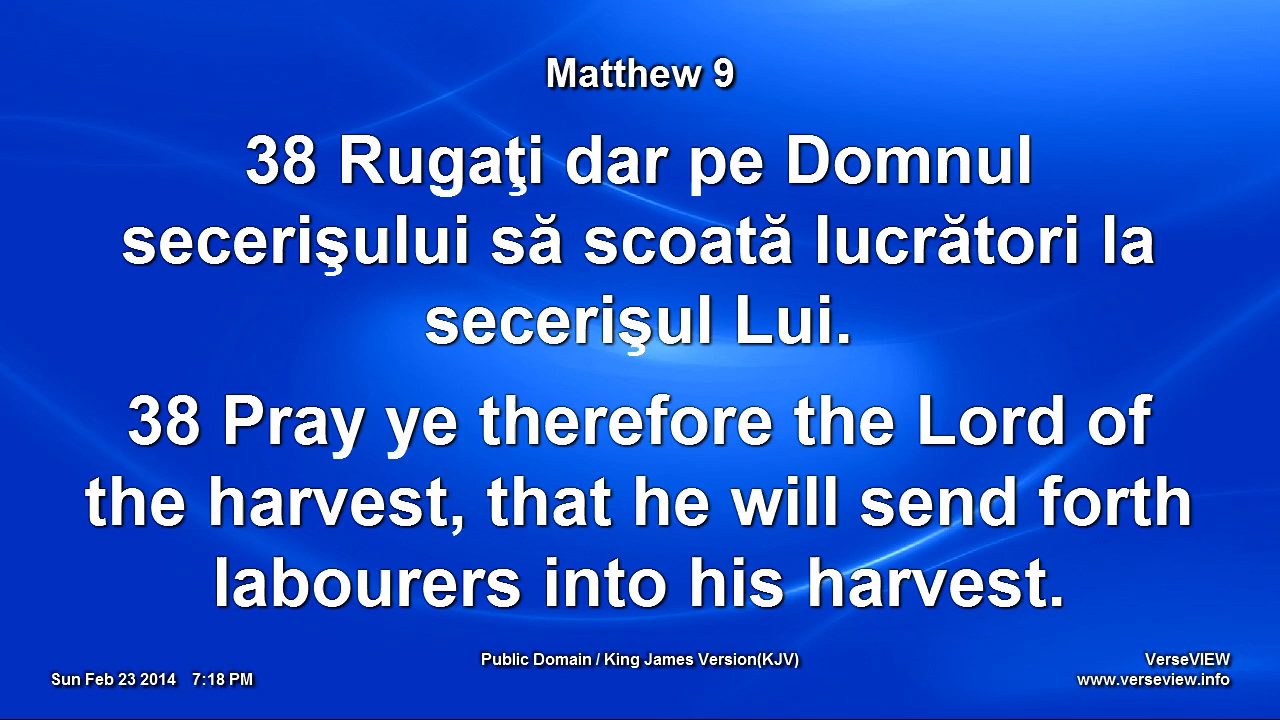 Matthew 9
38 Rugaţi dar pe Domnul
secerişului să scoată lucrători la
secerişul Lui.
38 Pray ye therefore the Lord of
the harvest, that he will send forth
labourers into his harvest.
Public Domain / King James Version(KJV)
VerseVIEW
Sun Feb 23 2014 7:18 PM
www.verseview.info